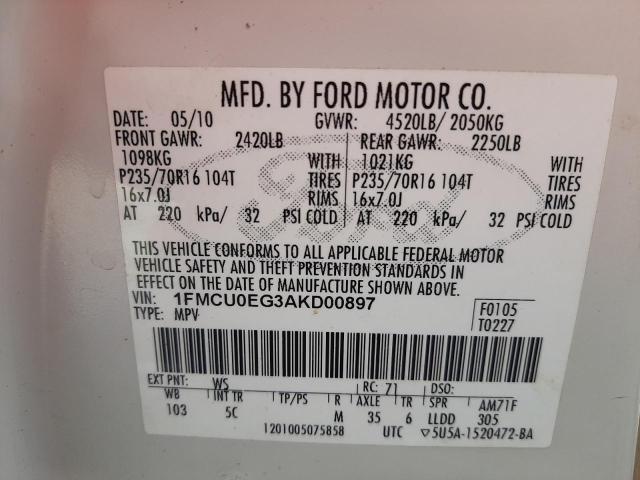 MFD. BY FORD MOTOR CO.
DATE: 05/10 GVWR: 4520LB/ 2050KG
FRONT GAWR: 2420LB REAR GAWR: 2250LB
1098KG WITH 1021KG WITH
P235/70R16 104T TIRES P235/70R16 104T TIRES
16x7.0J RIMS 16x7.0J RIMS
AT 220 kPa/ 32 PSI COLD AT 220 kPa/ 32 PSI COLD
Ford
THIS VEHICLE CONFORMS TO ALL APPLICABLE FEDERAL MOTOR
VEHICLE SAFETY AND THEFT PREVENTION STANDARDS IN
EFFECT ON THE DATE OF MANUFACTURE SHOWN ABOVE.
VIN: 1FMCU0EG3AKD00897 F0105
TYPE: MPV T0227
EXT PNT: WS RC: 71 DSO:
WB INT TR TP/PS R AXLE TR SPR AM71F
103 5C M 35 6 LLDD 305
1201005075858 UTC ▽5U5A-1520472-BA